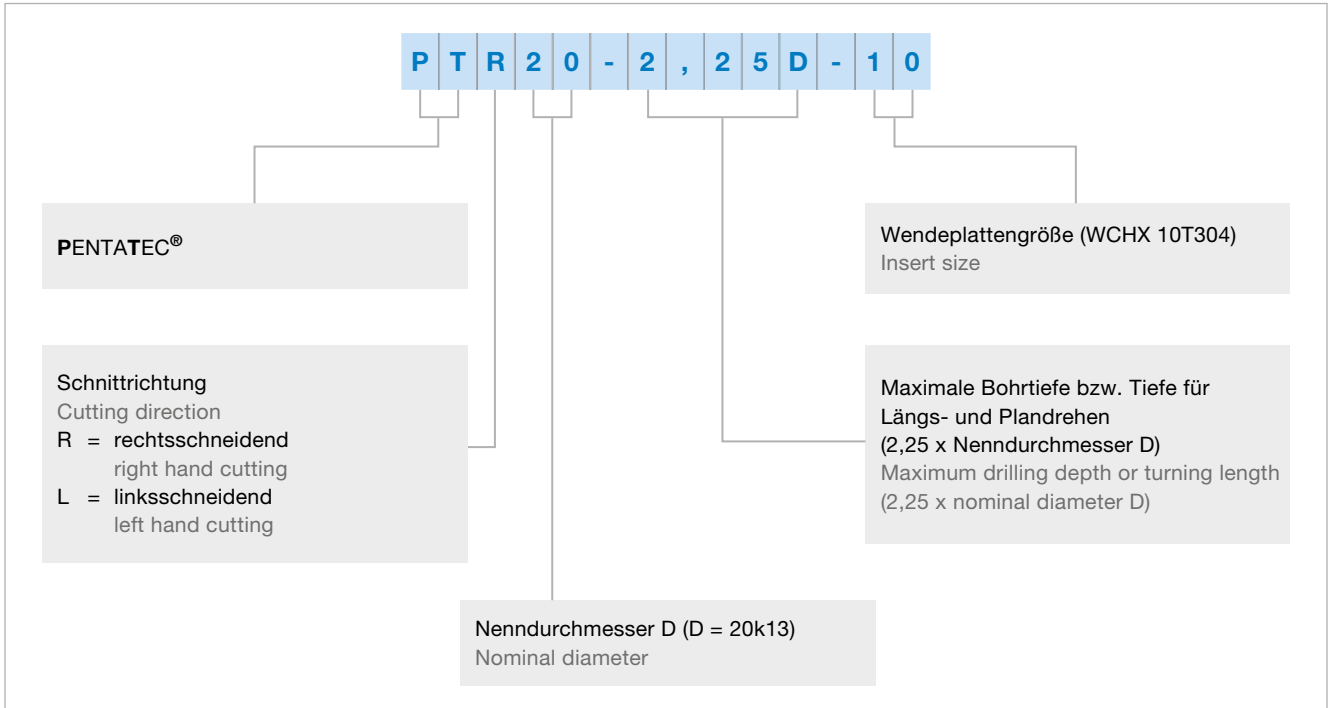 PTR20-2,25D-10
PENTATEC®
Wendeplattengröße (WCHX 10T304)
Insert size
Schnittrichtung
Cutting direction
R = rechtsschneidend
right hand cutting
L = linksschneidend
left hand cutting
Maximale Bohrtiefe bzw. Tiefe für
Längs- und Plandrehen
(2,25 x Nenndurchmesser D)
Maximum drilling depth or turning length
(2,25 x nominal diameter D)
Nenndurchmesser D (D = 20k13)
Nominal diameter